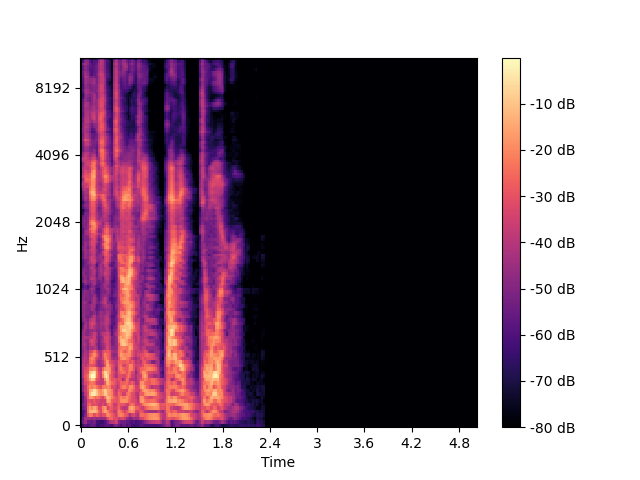 8192
4096
2048
1024
512
0
Hz
0 0.6 1.2 1.8 2.4 3 3.6 4.2 4.8
Time
-10 dB
-20 dB
-30 dB
-40 dB
-50 dB
-60 dB
-70 dB
-80 dB